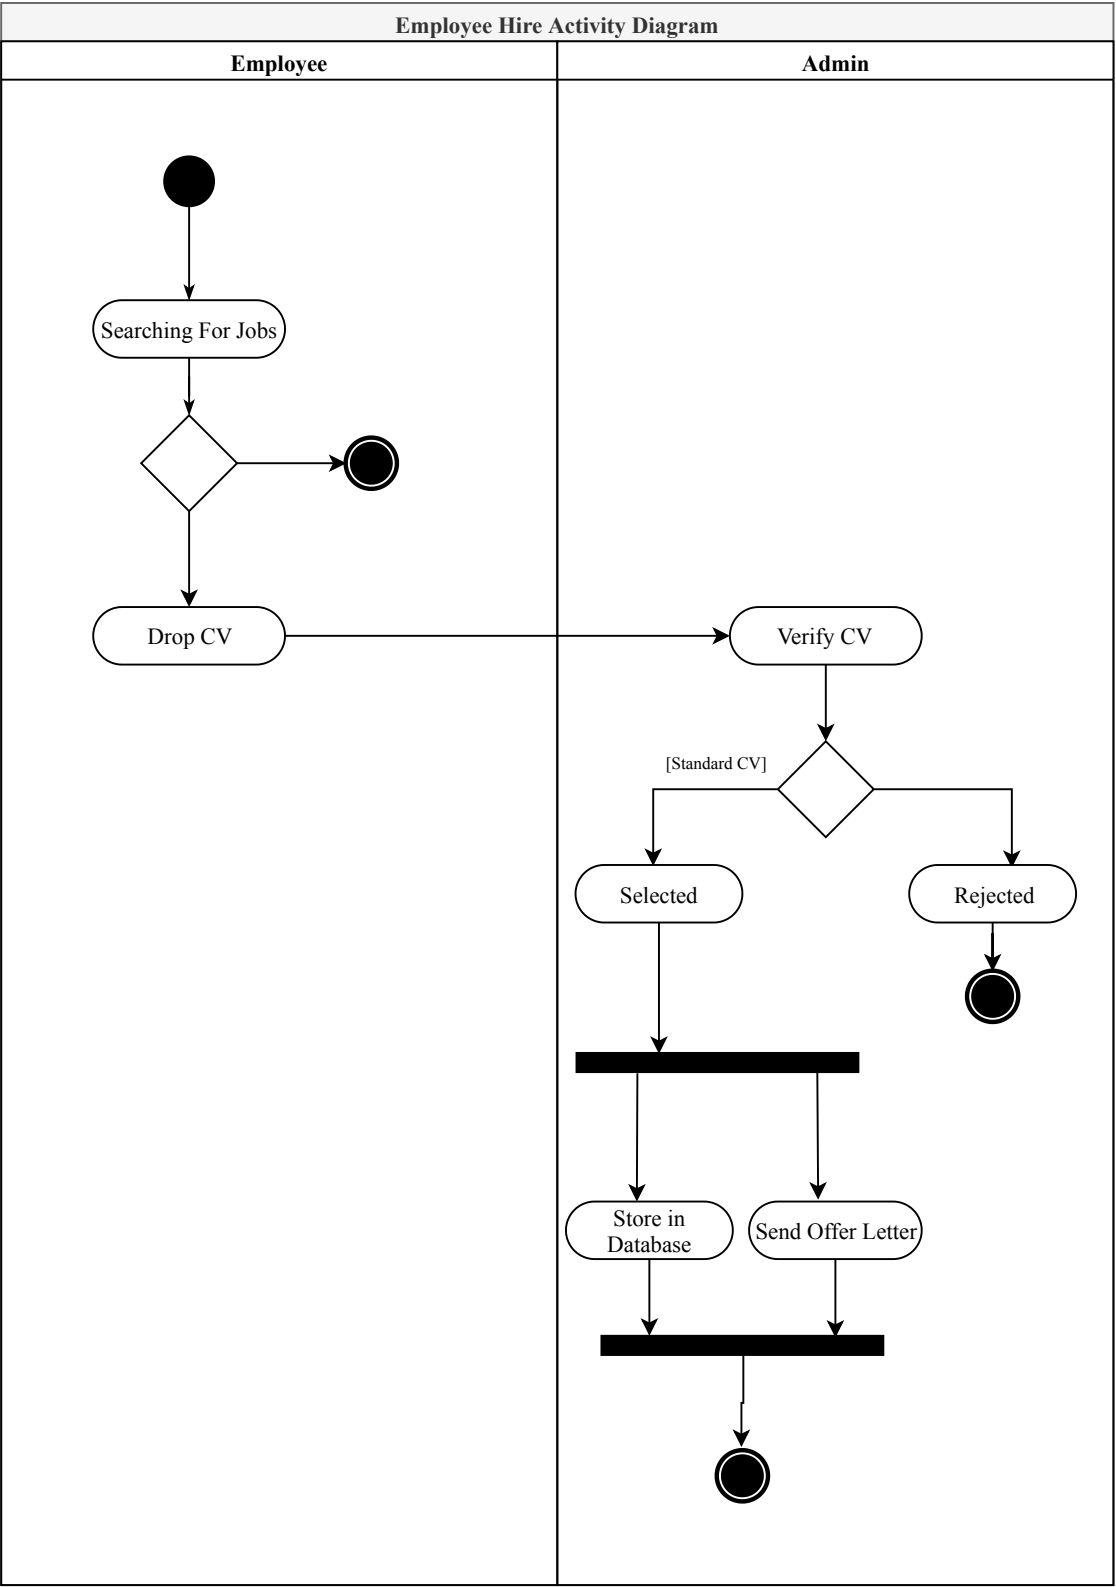 Employee Hire Activity Diagram
Employee
Admin
Searching For Jobs
Drop CV
Verify CV
[Standard CV]
Selected
Rejected
Store in
Database
Send Offer Letter